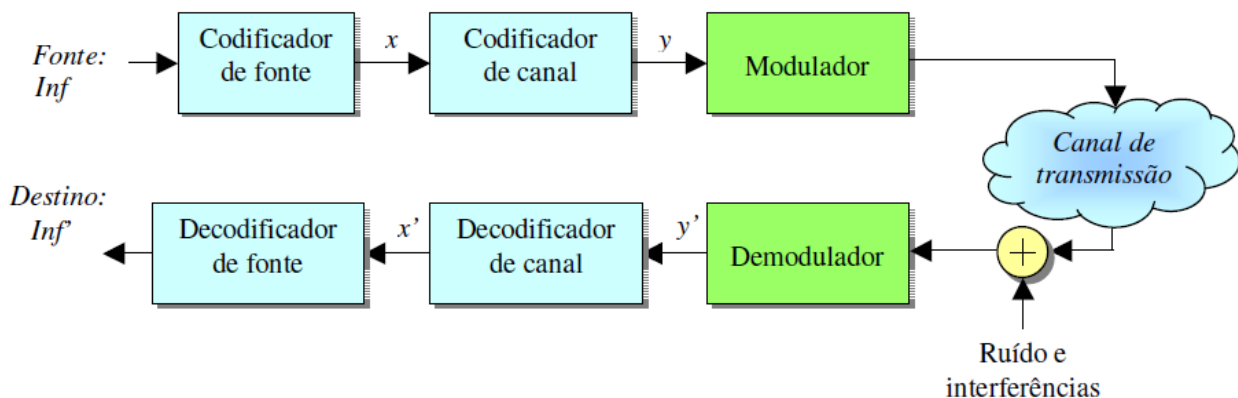 Fonte:
Inf
Codificador
de fonte
x
Codificador
de canal
y
Modulador
Canal de
transmissão
Destino:
Inf'
Decodificador
de fonte
x'
Decodificador
de canal
y'
Demodulador
+
Ruído e
interferências